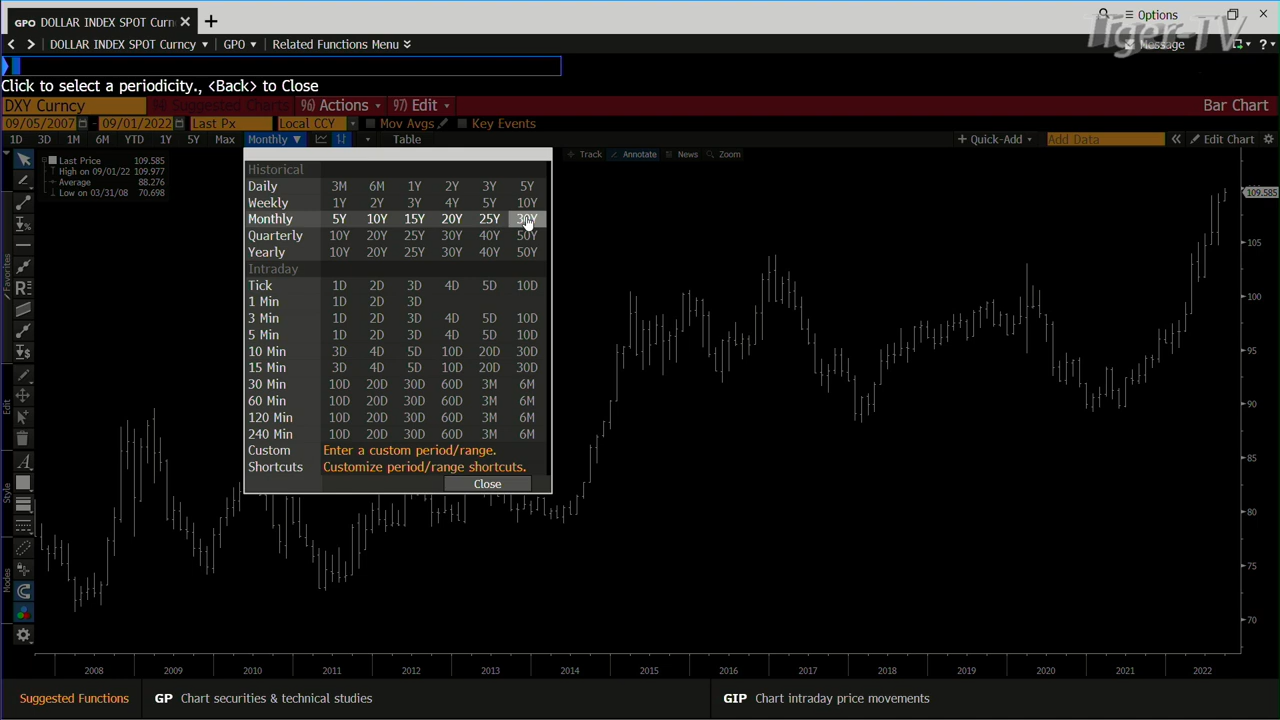 GPO DOLLAR INDEX SPOT Curn
Options
DOLLAR INDEX SPOT Curncy GPO Related Functions Menu Message ?
Tiger-TV
Click to select a periodicity., <Back> to Close
DXY Curncy 94) Suggested Charts 96) Actions 97) Edit Bar Chart
09/05/2007 - 09/01/2022 Last Px Local CCY Mov Avgs Key Events
1D 3D 1M 6M YTD 1Y 5Y Max Monthly Table + Quick-Add Add Data Edit Chart
Track Annotate News Zoom
Last Price 109.585
High on 09/01/22 109.977
Average 88.276
Low on 03/31/08 70.698
Historical
Daily 3M 6M 1Y 2Y 3Y 5Y
Weekly 1Y 2Y 3Y 4Y 5Y 10Y
Monthly 5Y 10Y 15Y 20Y 25Y 30Y
Quarterly 10Y 20Y 25Y 30Y 40Y 50Y
Yearly 10Y 20Y 25Y 30Y 40Y 50Y
Intraday
Tick 1D 2D 3D 4D 5D 10D
1 Min 1D 2D 3D
3 Min 1D 2D 3D 4D 5D 10D
5 Min 1D 2D 3D 4D 5D 10D
10 Min 3D 4D 5D 10D 20D 30D
15 Min 3D 4D 5D 10D 20D 30D
30 Min 10D 20D 30D 60D 3M 6M
60 Min 10D 20D 30D 60D 3M 6M
120 Min 10D 20D 30D 60D 3M 6M
240 Min 10D 20D 30D 60D 3M 6M
Custom Enter a custom period/range.
Shortcuts Customize period/range shortcuts.
Close
Favorites
Edit
Style
Modes
109.585
105
100
95
90
85
80
75
70
2008 2009 2010 2011 2012 2013 2014 2015 2016 2017 2018 2019 2020 2021 2022
Suggested Functions GP Chart securities & technical studies GIP Chart intraday price movements